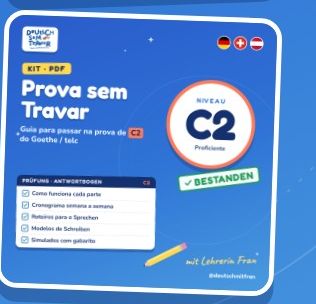 DEUTSCH
SEM
TRAVAR
KIT • PDF
Prova sem
Travar
Guia para passar na prova de C2
do Goethe / telc
NIVEAU
C2
Proficiente
BESTANDEN
PRÜFUNG · ANTWORTBOGEN C2
Como funciona cada parte
Cronograma semana a semana
Roteiros para o Sprechen
Modelos de Schreiben
Simulados com gabarito
mit Lehrerin Fran
@deutschmitfran